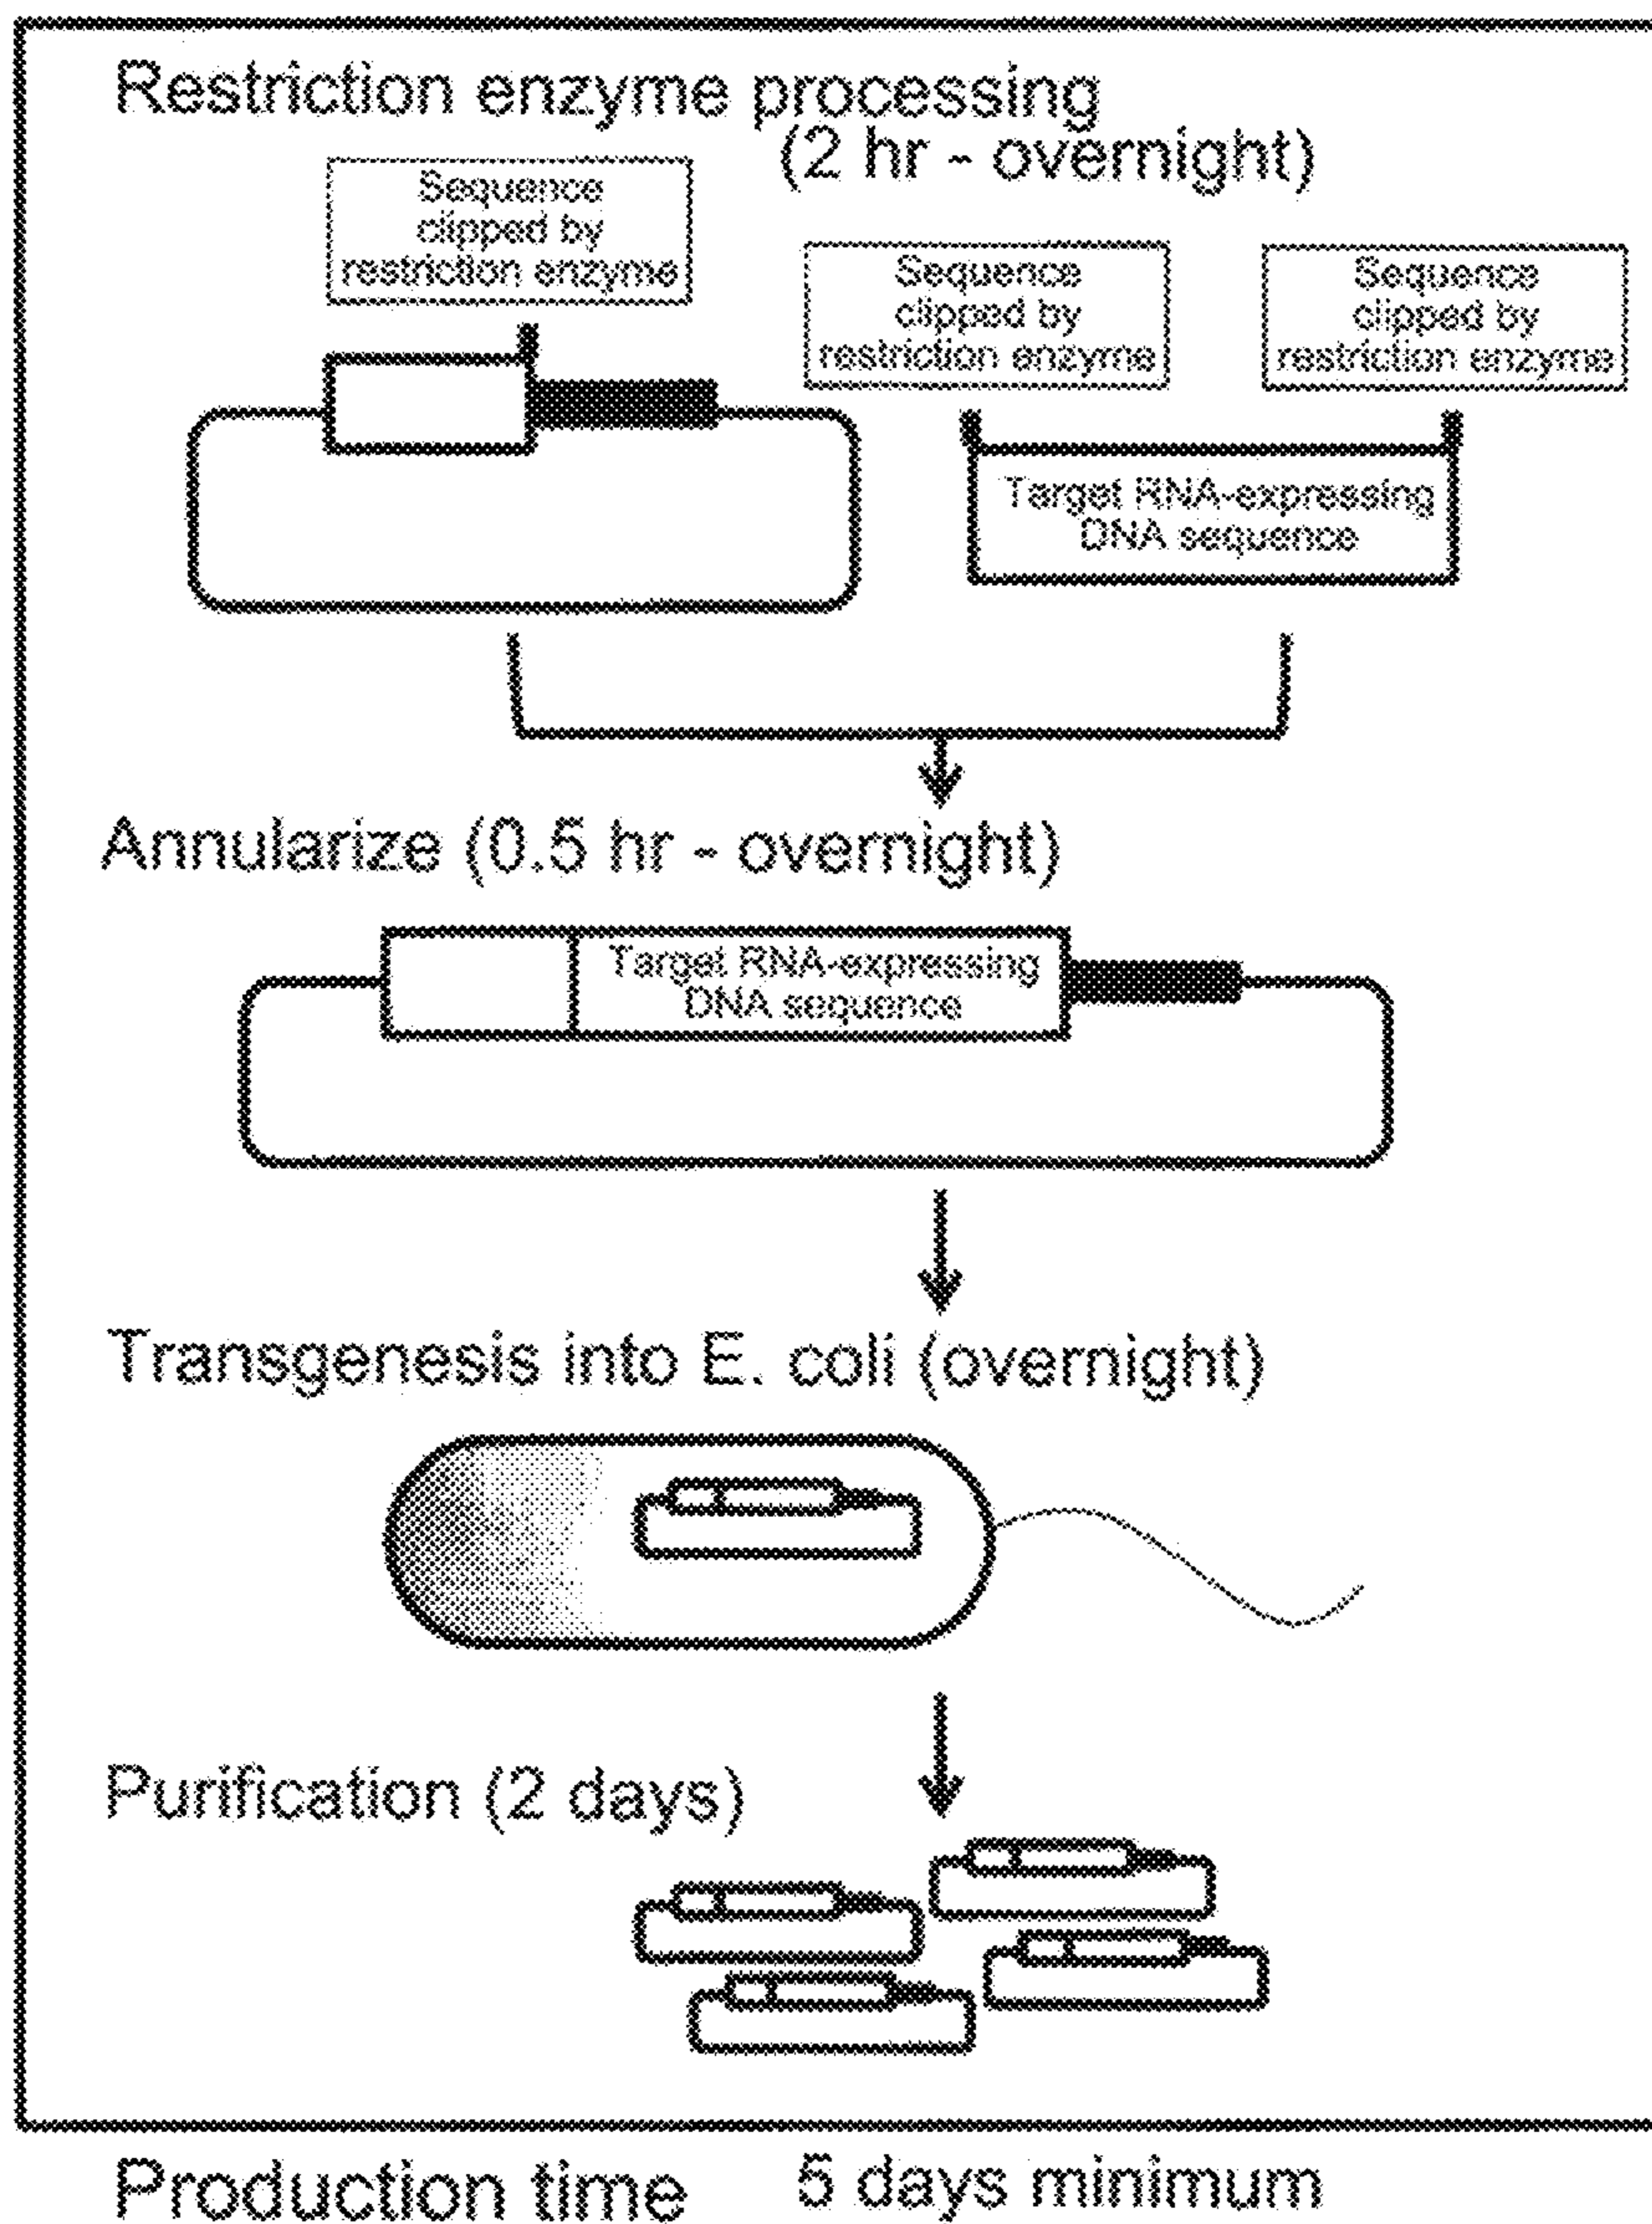 Restriction enzyme processing
(2 hr - overnight)
Sequence
clipped by
restriction enzyme
Sequence
clipped by
restriction enzyme
Sequence
clipped by
restriction enzyme
Target RNA-expressing
DNA sequence
Annularize (0.5 hr - overnight)
Target RNA-expressing
DNA sequence
Transgenesis into E. coli (overnight)
Purification (2 days)
Production time 5 days minimum